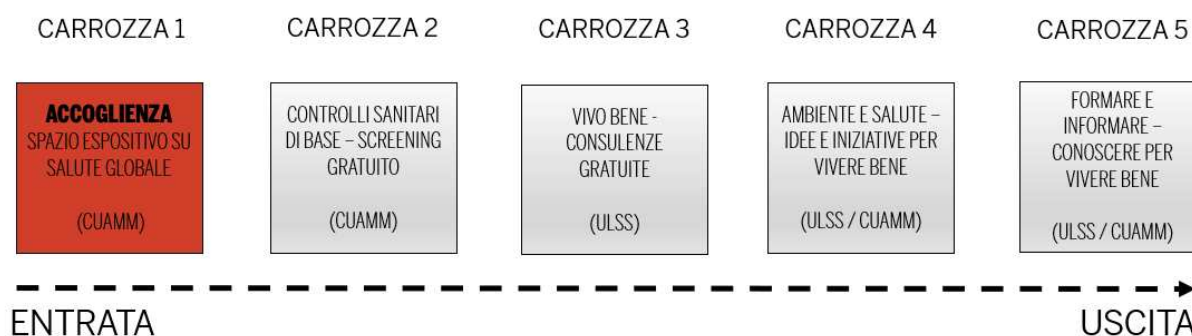 CARROZZA 1
CARROZZA 2
CARROZZA 3
CARROZZA 4
CARROZZA 5
ACCOGLIENZA
SPAZIO ESPOSITIVO SU
SALUTE GLOBALE
(CUAMM)
CONTROLLI SANITARI
DI BASE – SCREENING
GRATUITO
(CUAMM)
VIVO BENE -
CONSULENZE
GRATUITE
(ULSS)
AMBIENTE E SALUTE –
IDEE E INIZIATIVE PER
VIVERE BENE
(ULSS / CUAMM)
FORMARE E
INFORMARE –
CONOSCERE PER
VIVERE BENE
(ULSS / CUAMM)
ENTRATA
USCITA